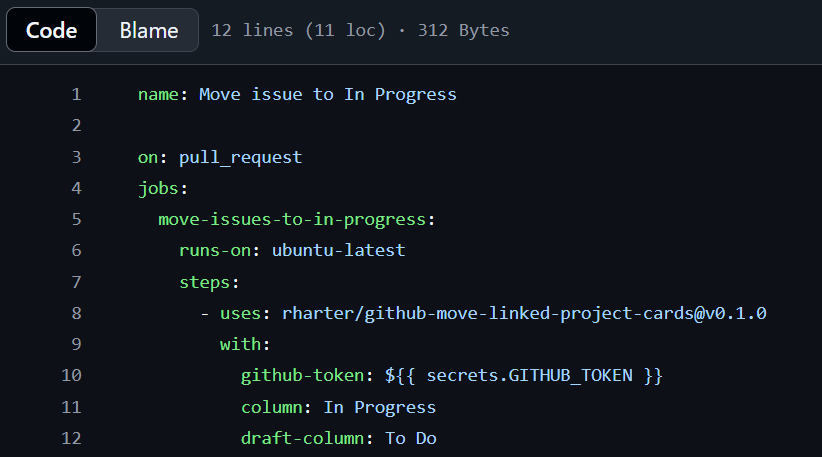 Code Blame 12 lines (11 loc) · 312 Bytes
1 name: Move issue to In Progress
2
3 on: pull_request
4 jobs:
5 move-issues-to-in-progress:
6 runs-on: ubuntu-latest
7 steps:
8 - uses: rharter/github-move-linked-project-cards@v0.1.0
9 with:
10 github-token: ${{ secrets.GITHUB_TOKEN }}
11 column: In Progress
12 draft-column: To Do